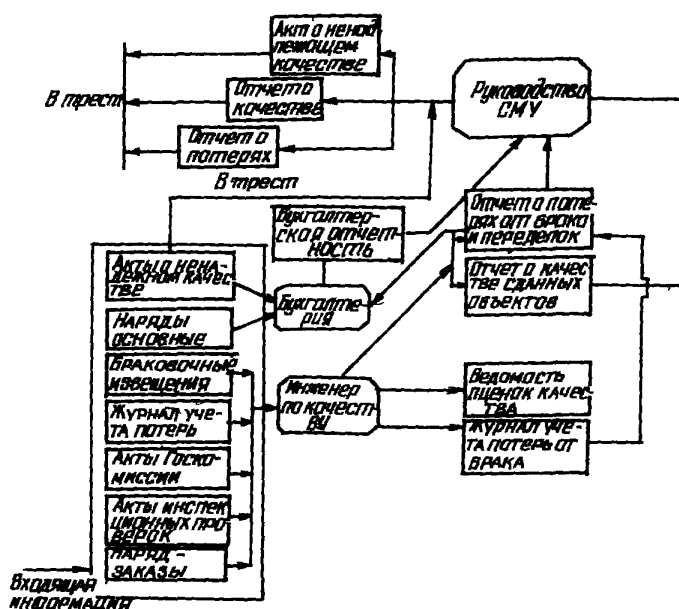 Акт о ненад-
лежащем
качестве
Отчет о
качестве
В трест
Отчет о
потерях
Руководство
СМУ
В трест
Бухгалтер-
ская отчет-
ность
Отчет о поте-
рях от брака
и переделок
Отчет о качес-
тве сданных
объектов
Акты о нена-
дежном качес-
тве
Наряды
основные
Бухгалте-
рия
Браковочные
извещения
Журнал уче-
та потерь
Акты Госко-
миссии
Акты инспек
ционных про-
верок
Наряд-
заказы
Инженер
по качест-
ву
Ведомость
оценок качес-
тва
Журнал уче-
та потерь от
брака
Входящая
информация